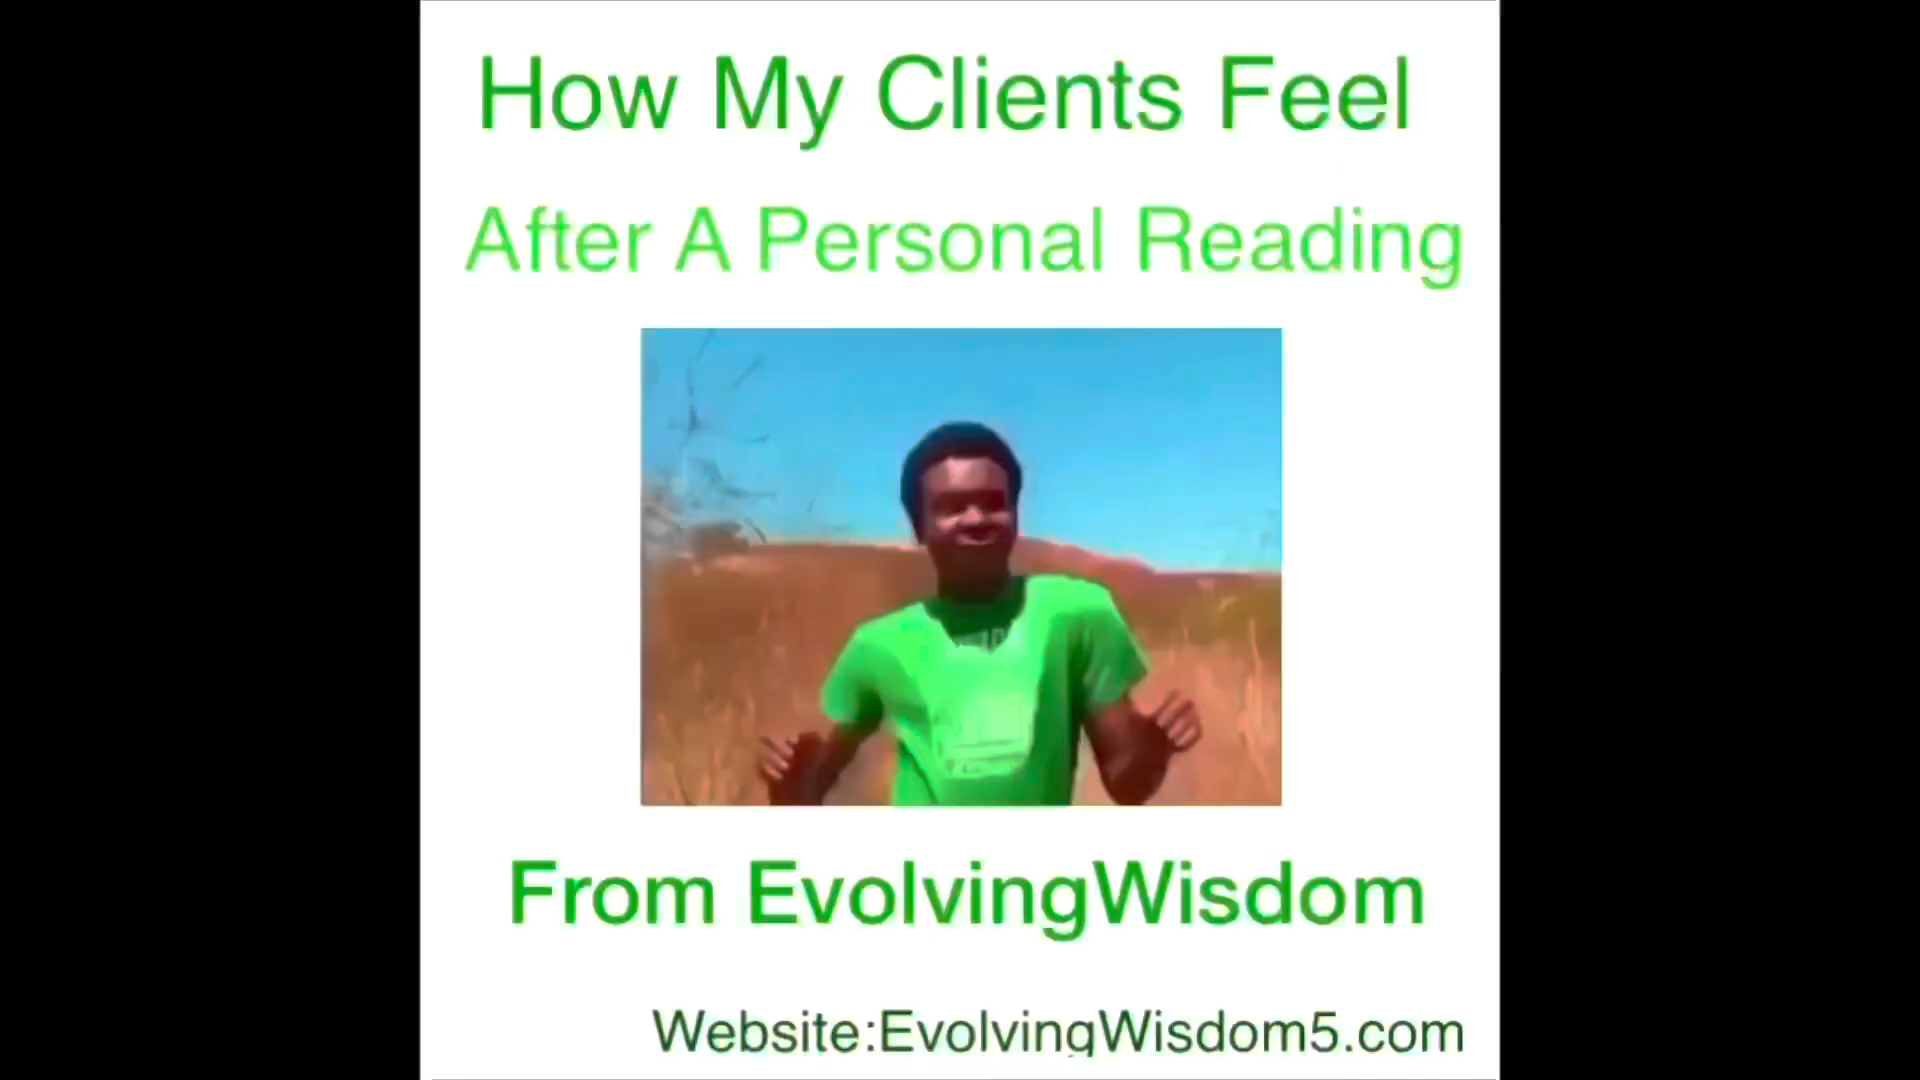 How My Clients Feel
After A Personal Reading
From EvolvingWisdom
Website:EvolvingWisdom5.com